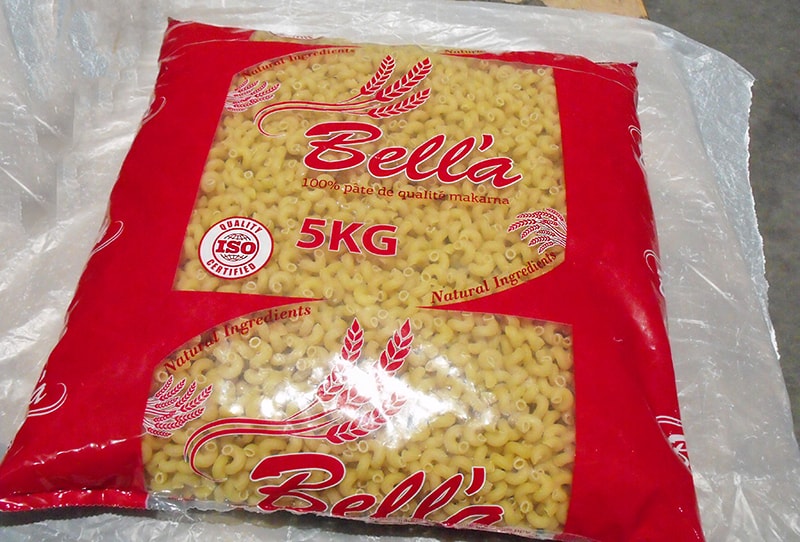 Natural Ingredients
Bell'a
100% pâte de qualité makarna
5KG
QUALITY
ISO
CERTIFIED
Natural Ingredients
Natural Ingredients
Bell'a